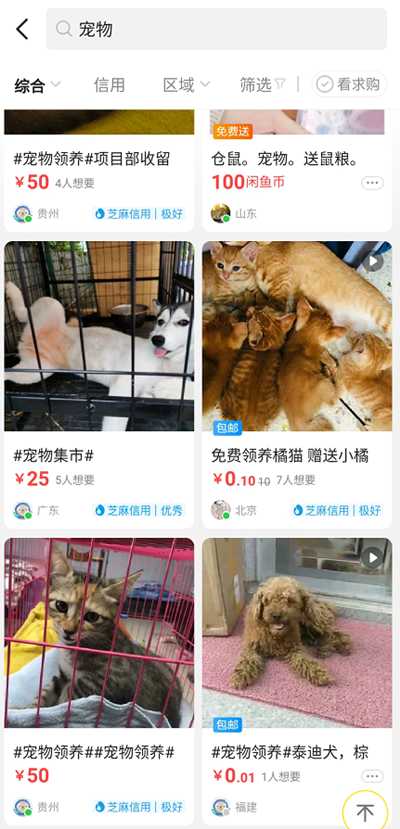 宠物
综合 信用 区域 筛选 看求购
#宠物领养#项目部收留
¥50 4人想要
贵州 芝麻信用|极好
免费送
仓鼠。宠物。送鼠粮。
100闲鱼币
山东
#宠物集市#
¥25 5人想要
广东 芝麻信用|优秀
包邮
免费领养橘猫 赠送小橘
¥0.10 10 7人想要
北京 芝麻信用|极好
#宠物领养##宠物领养#
¥50
贵州 芝麻信用|极好
包邮
#宠物领养#泰迪犬，棕
¥0.01 1人想要
福建